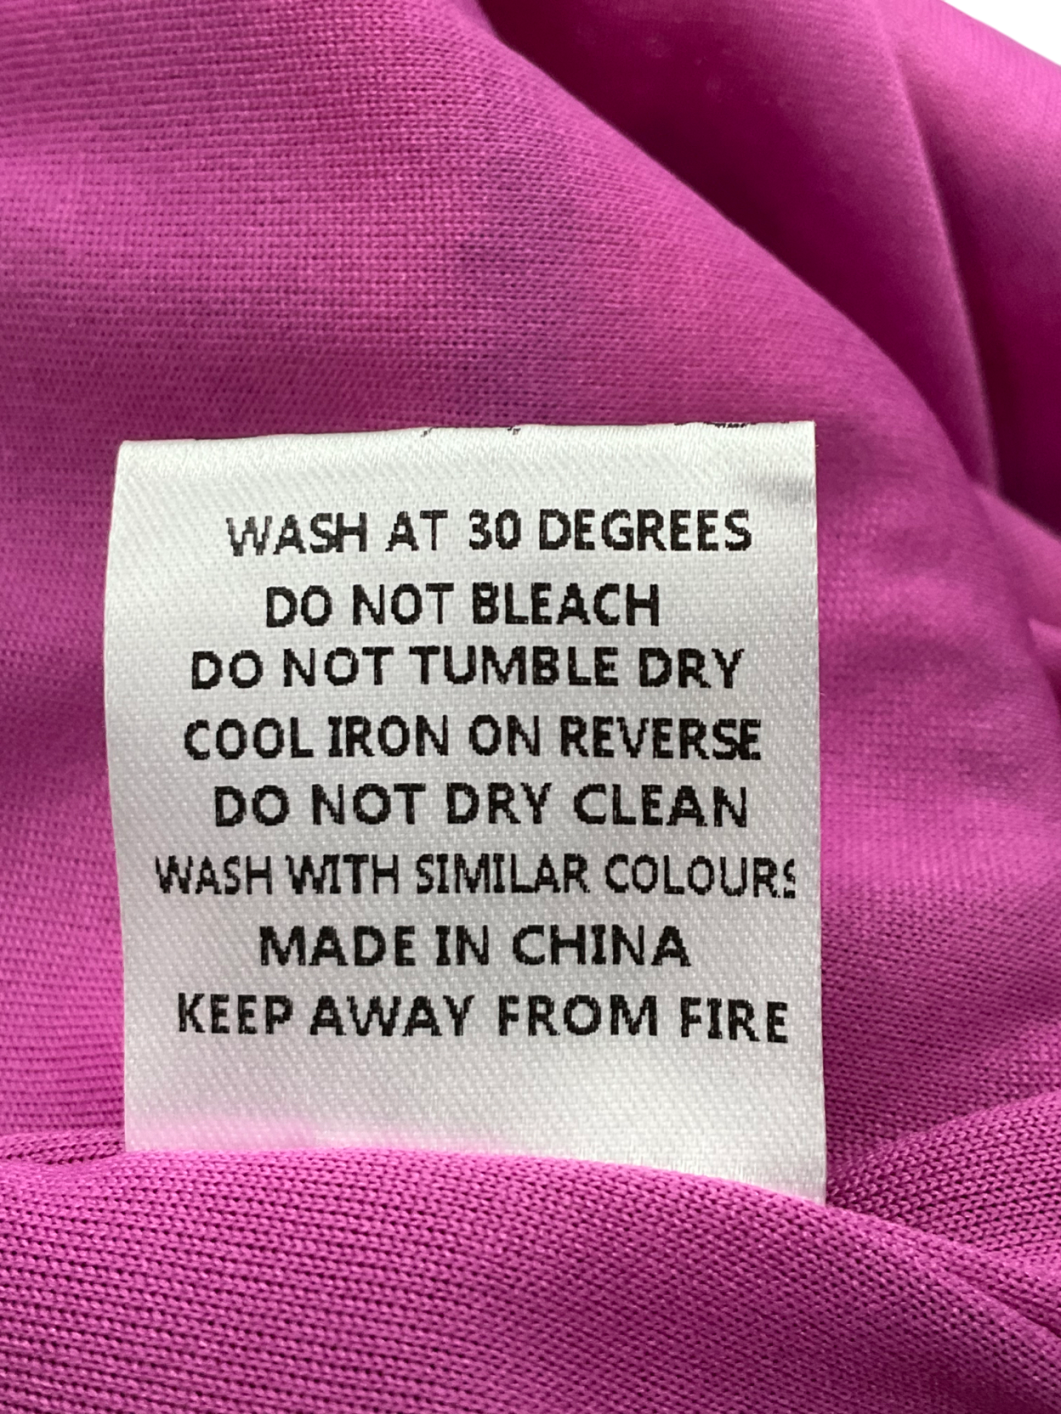 WASH AT 30 DEGREES
DO NOT BLEACH
DO NOT TUMBLE DRY
COOL IRON ON REVERSE
DO NOT DRY CLEAN
WASH WITH SIMILAR COLOURS
MADE IN CHINA
KEEP AWAY FROM FIRE